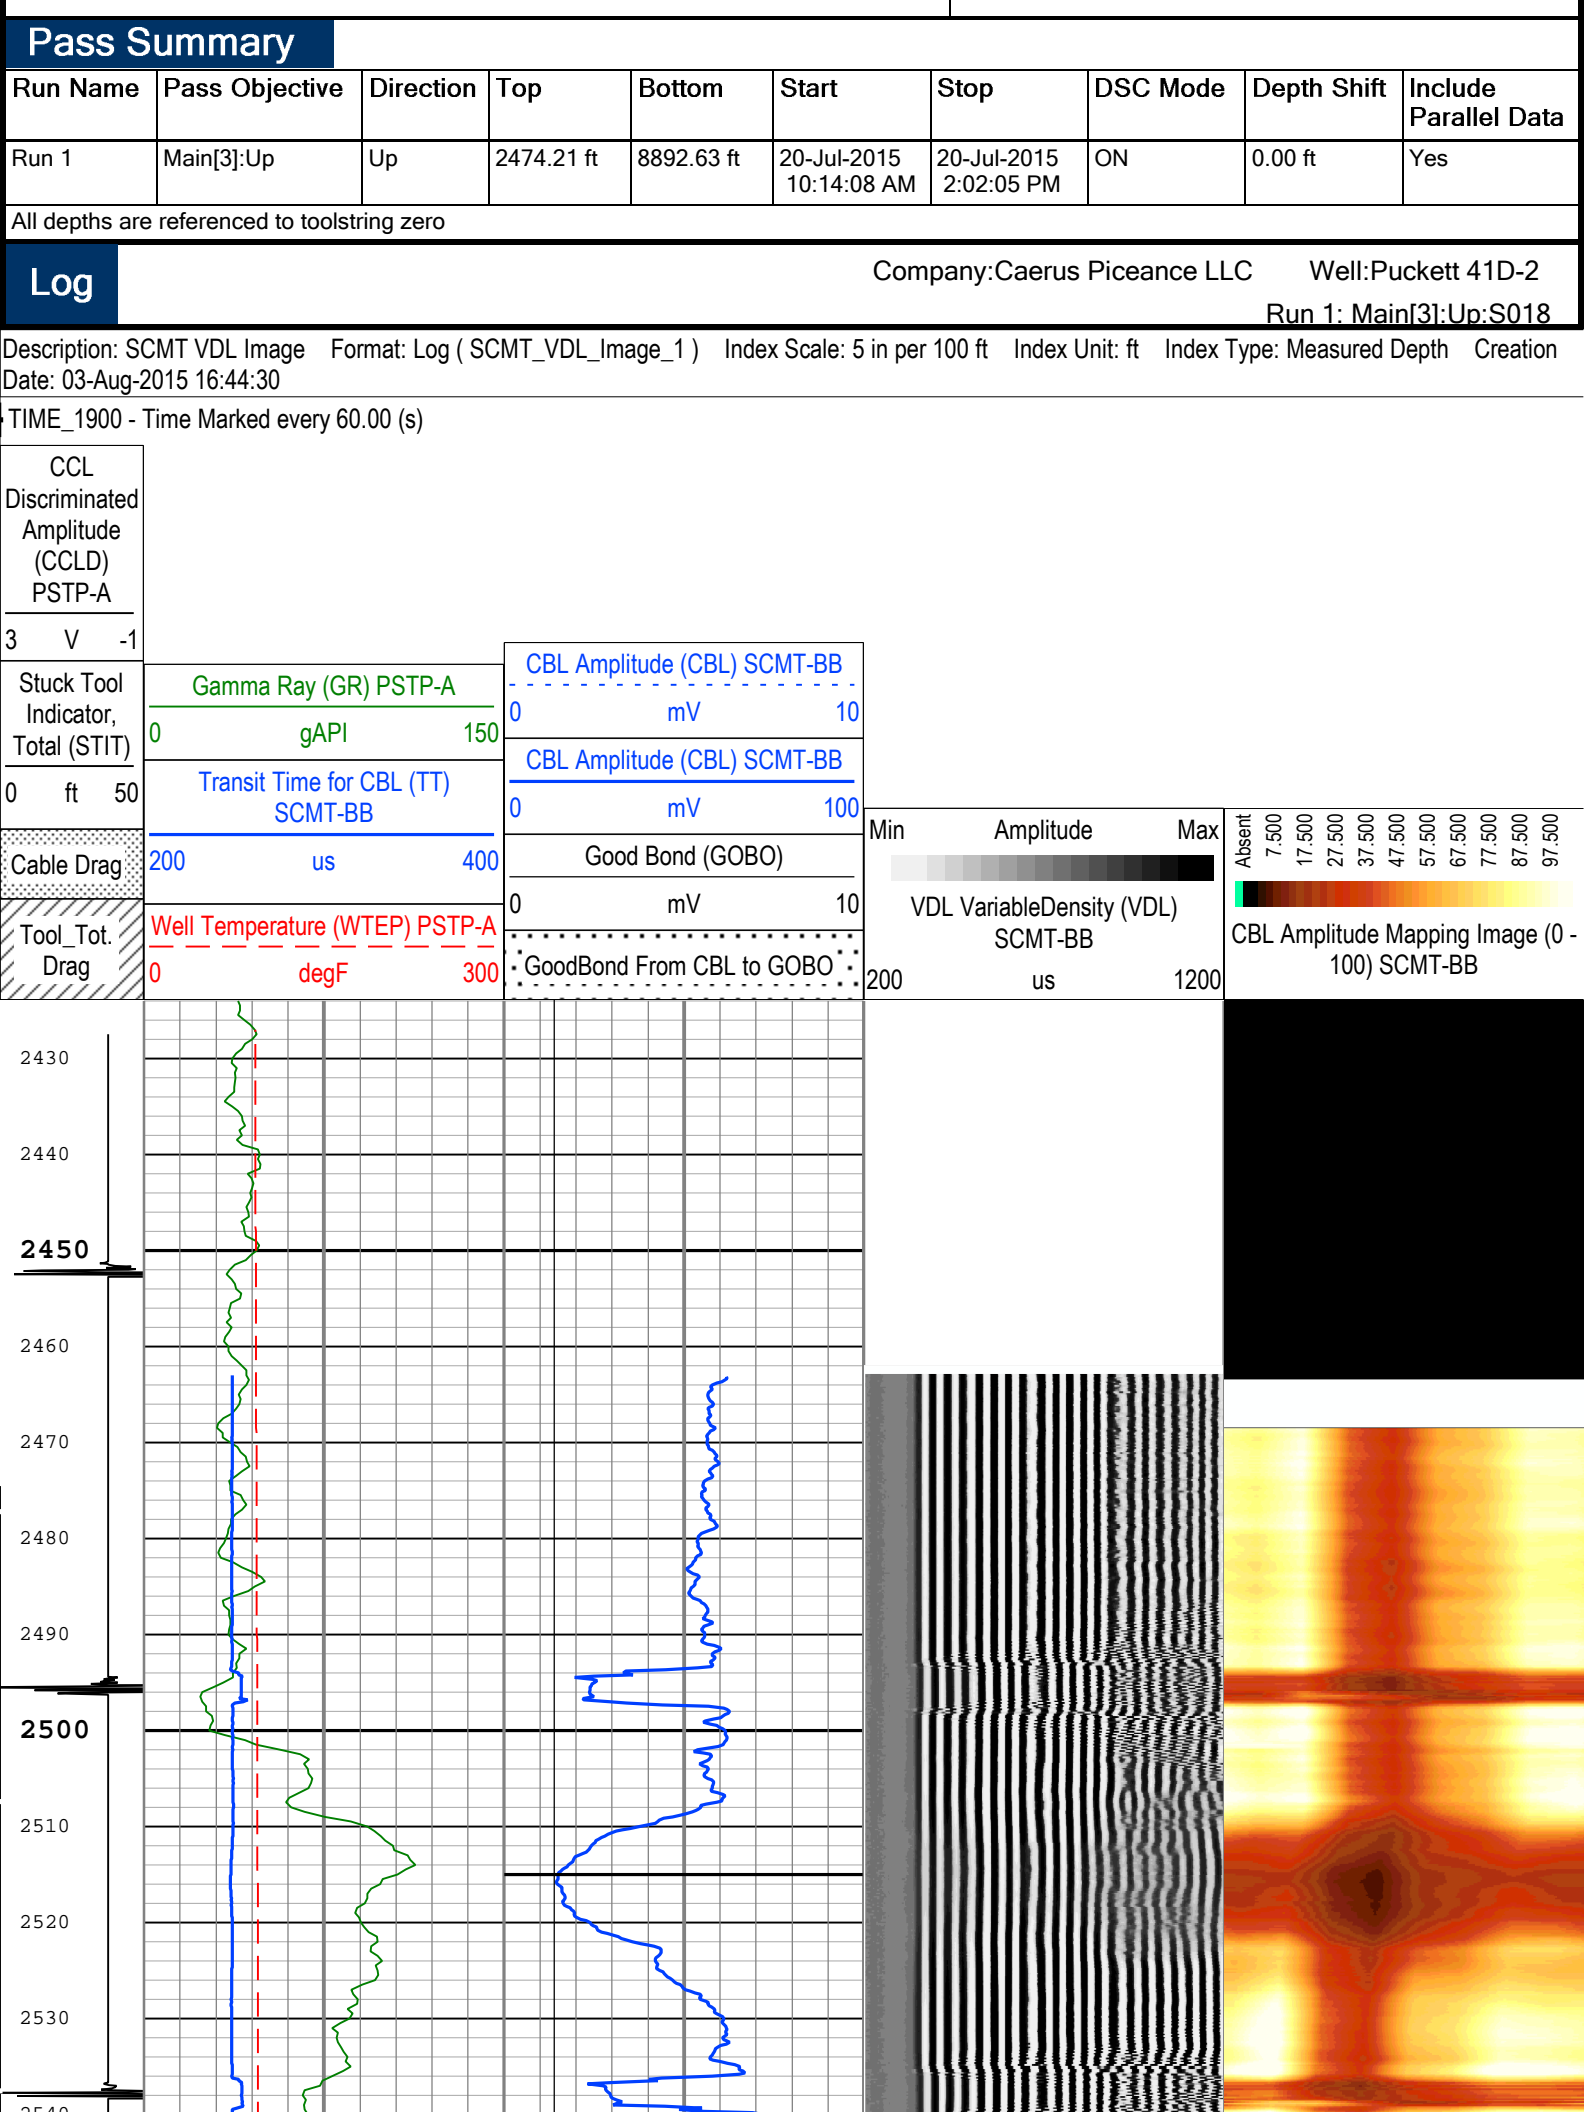 Pass Summary
Run Name Pass Objective Direction Top Bottom Start Stop DSC Mode Depth Shift Include
Parallel Data
Run 1 Main[3]:Up Up 2474.21 ft 8892.63 ft 20-Jul-2015 20-Jul-2015 ON 0.00 ft Yes
10:14:08 AM 2:02:05 PM
All depths are referenced to toolstring zero
Log
Company:Caerus Piceance LLC Well:Puckett 41D-2
Run 1: Main[3]:Up:S018
Description: SCMT VDL Image Format: Log ( SCMT_VDL_Image_1 ) Index Scale: 5 in per 100 ft Index Unit: ft Index Type: Measured Depth Creation
Date: 03-Aug-2015 16:44:30
TIME_1900 - Time Marked every 60.00 (s)
CCL
Discriminated
Amplitude
(CCLD)
PSTP-A
3 V -1
Stuck Tool
Indicator,
Total (STIT)
0 ft 50
Cable Drag
Tool_Tot.
Drag
Gamma Ray (GR) PSTP-A
0 gAPI 150
Transit Time for CBL (TT)
SCMT-BB
200 us 400
Well Temperature (WTEP) PSTP-A
0 degF 300
CBL Amplitude (CBL) SCMT-BB
0 mV 10
CBL Amplitude (CBL) SCMT-BB
0 mV 100
Good Bond (GOBO)
0 mV 10
GoodBond From CBL to GOBO
Min Amplitude Max
VDL VariableDensity (VDL)
SCMT-BB
200 us 1200
Absent 7.500 17.500 27.500 37.500 47.500 57.500 67.500 77.500 87.500 97.500
CBL Amplitude Mapping Image (0 -
100) SCMT-BB
2430
2440
2450
2460
2470
2480
2490
2500
2510
2520
2530
2540